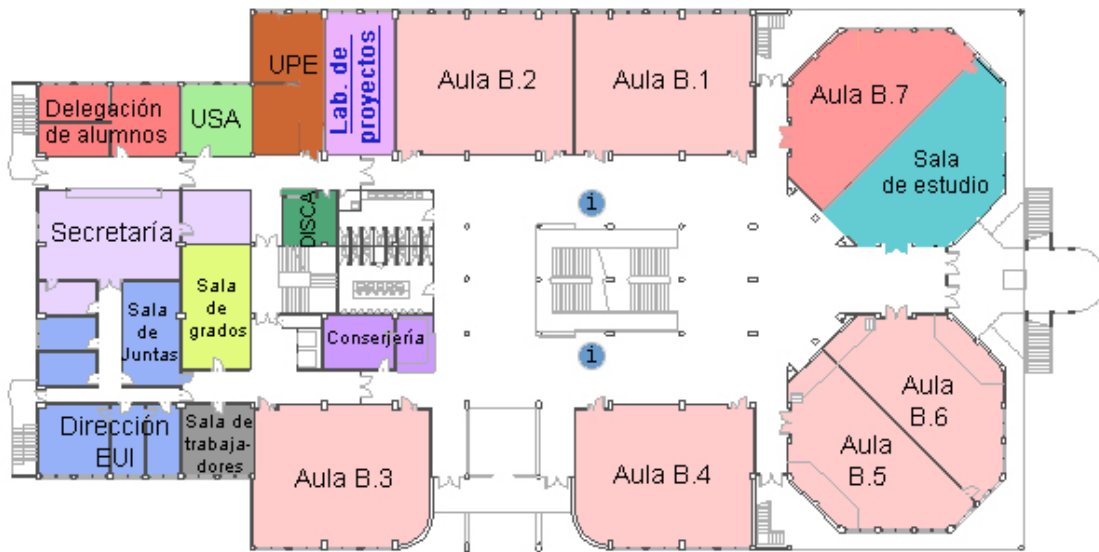 UPE
Lab. de
proyectos
Aula B.2
Aula B.1
Aula B.7
Delegación
de alumnos
USA
Sala
de estudio
DISCA
i
Secretaría
Sala
de
grados
Sala
de
Juntas
Conserjería
i
Aula
B.6
Dirección
EUI
Sala de
trabaja-
dores
Aula B.3
Aula B.4
Aula
B.5